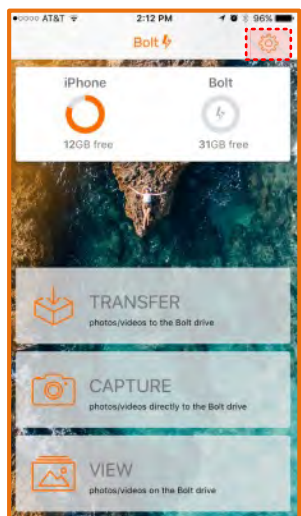 AT&T 2:12 PM 96%
Bolt
iPhone Bolt
12GB free 31GB free
TRANSFER
photos/videos to the Bolt drive
CAPTURE
photos/videos directly to the Bolt drive
VIEW
photos/videos on the Bolt drive